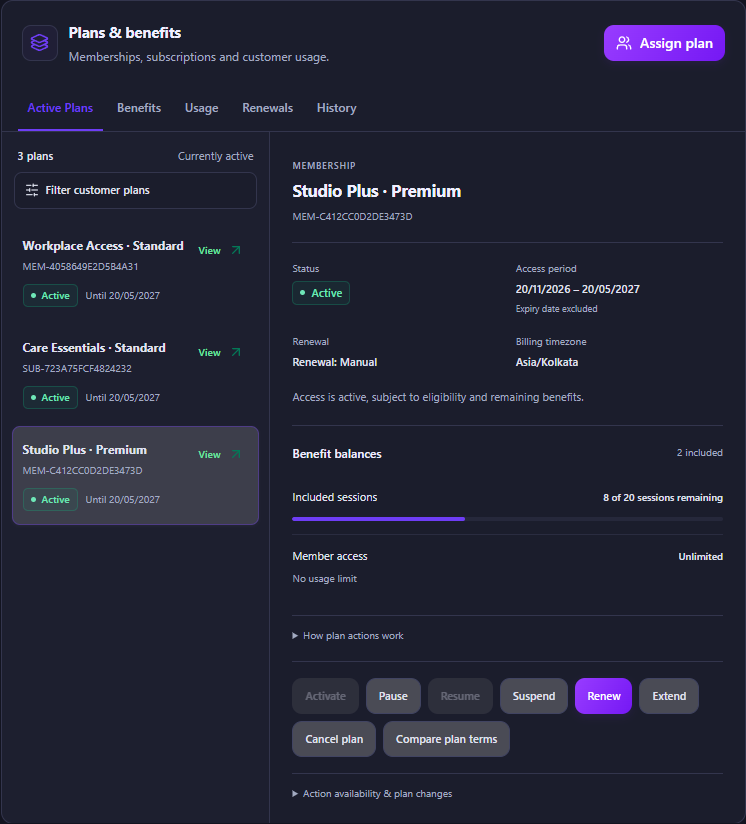 Plans & benefits
Memberships, subscriptions and customer usage.
Assign plan
Active Plans
Benefits
Usage
Renewals
History
3 plans
Currently active
Filter customer plans
Workplace Access · Standard
View
MEM-4058649E2D5B4A31
Active
Until 20/05/2027
Care Essentials · Standard
View
SUB-723A75FCF4824232
Active
Until 20/05/2027
Studio Plus · Premium
View
MEM-C412CC0D2DE3473D
Active
Until 20/05/2027
MEMBERSHIP
Studio Plus · Premium
MEM-C412CC0D2DE3473D
Status
Active
Access period
20/11/2026 – 20/05/2027
Expiry date excluded
Renewal
Renewal: Manual
Billing timezone
Asia/Kolkata
Access is active, subject to eligibility and remaining benefits.
Benefit balances
2 included
Included sessions
8 of 20 sessions remaining
Member access
Unlimited
No usage limit
How plan actions work
Activate
Pause
Resume
Suspend
Renew
Extend
Cancel plan
Compare plan terms
Action availability & plan changes